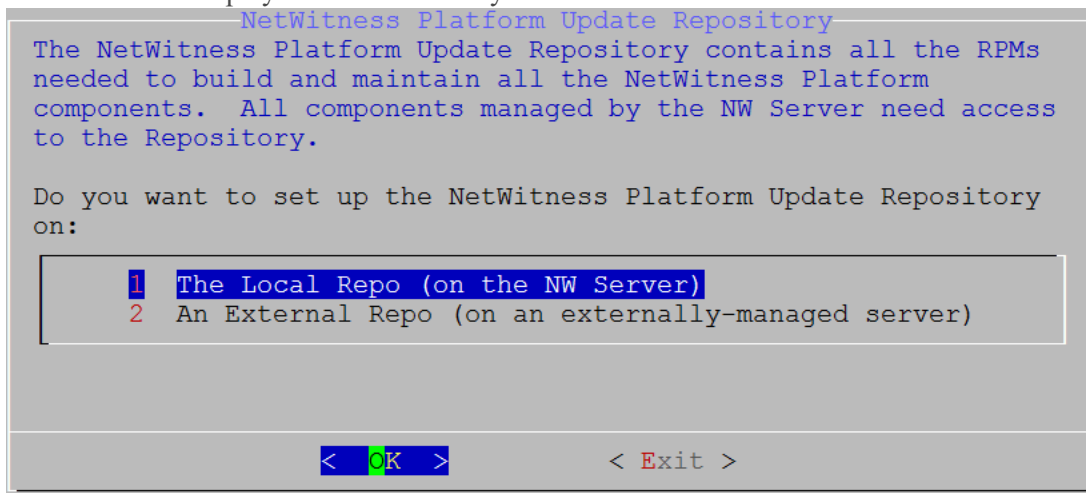 NetWitness Platform Update Repository
The NetWitness Platform Update Repository contains all the RPMs
needed to build and maintain all the NetWitness Platform
components.  All components managed by the NW Server need access
to the Repository.
Do you want to set up the NetWitness Platform Update Repository
on:
1 The Local Repo (on the NW Server)
2 An External Repo (on an externally-managed server)
<  OK  > < Exit >